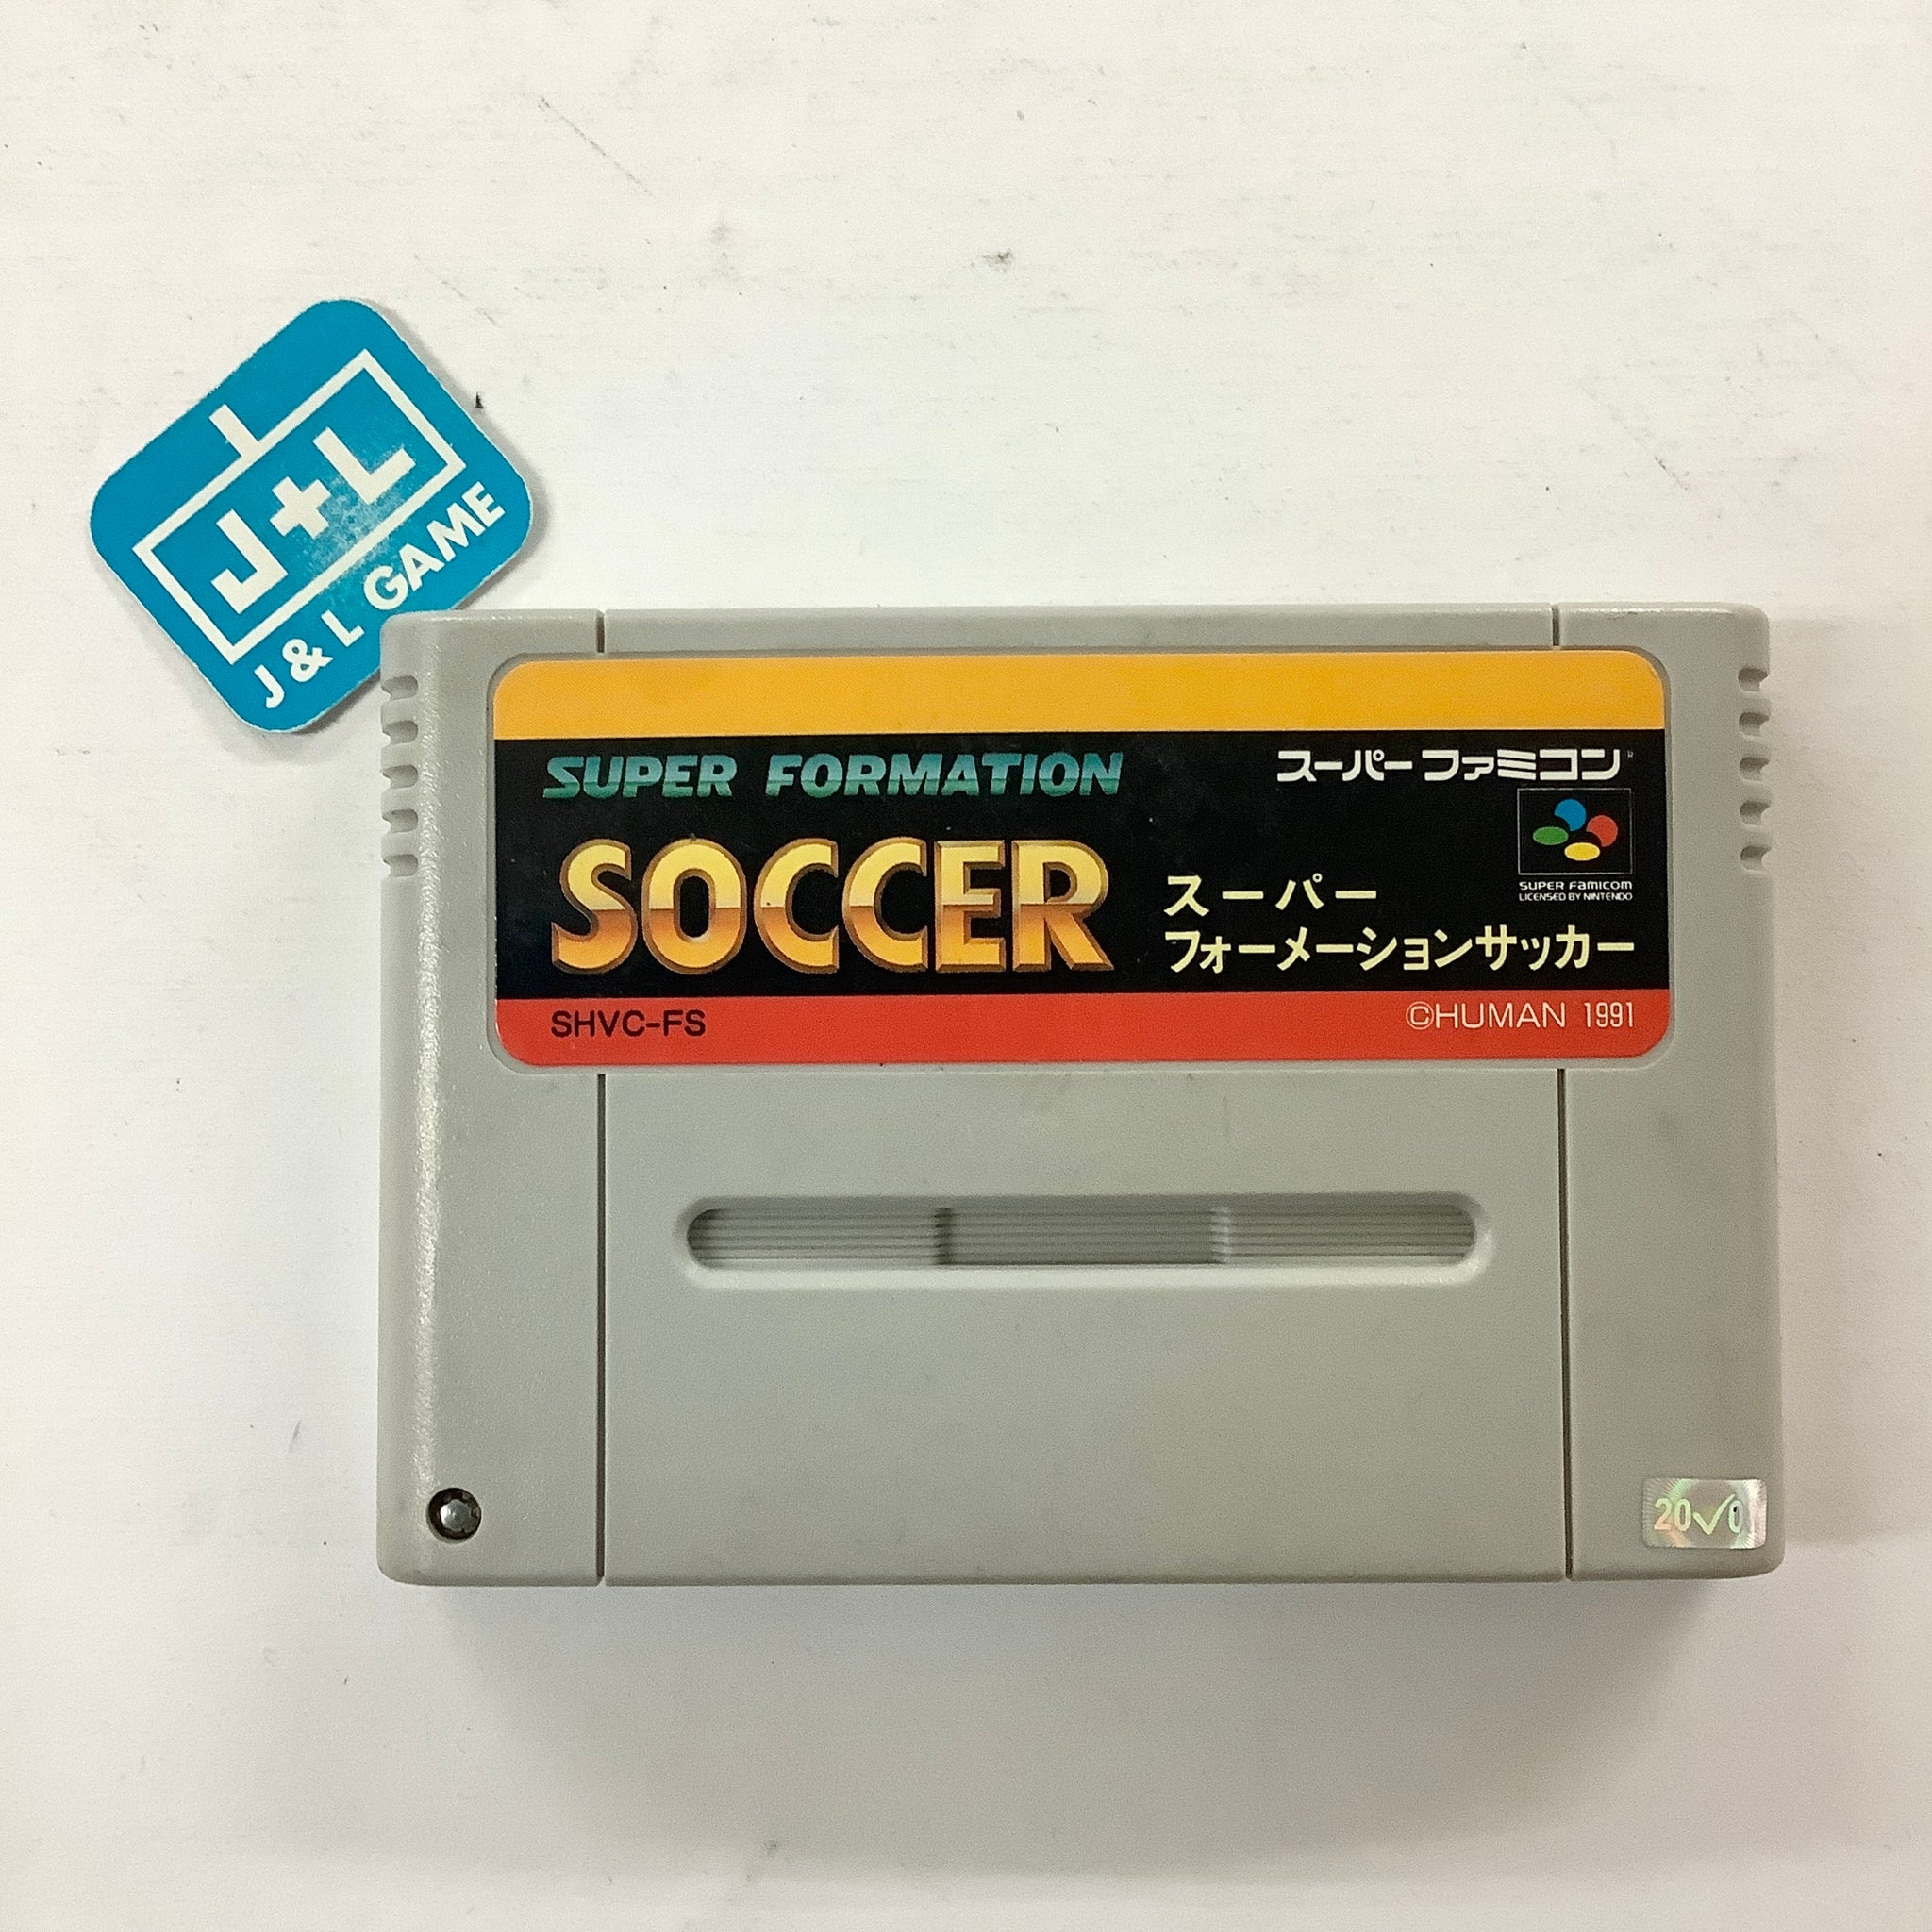 J+L
J & L GAME
SUPER FORMATION
SOCCER
スーパーファミコン
SUPER FAMICOM
LICENSED BY NINTENDO
スーパー
フォーメーションサッカー
SHVC-FS
©HUMAN 1991
20✓0